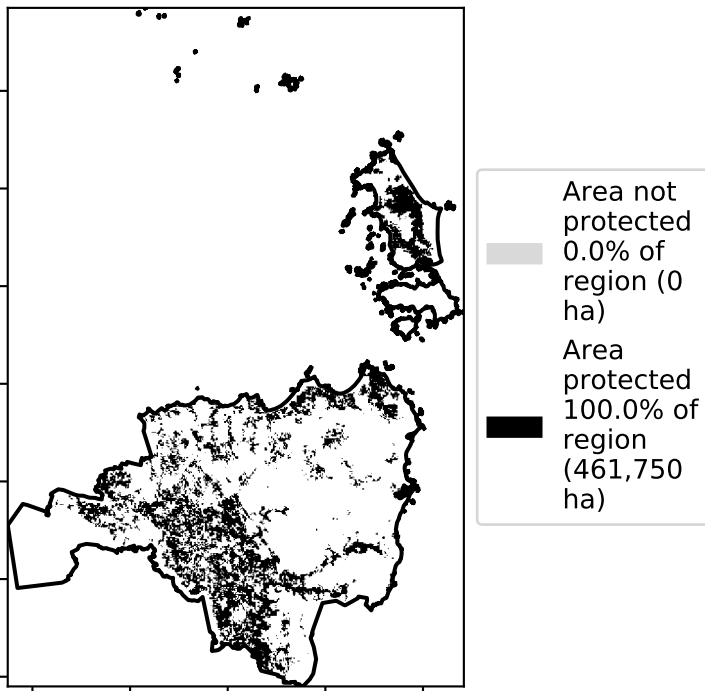 Area not
protected
0.0% of
region (0
ha)
Area
protected
100.0% of
region
(461,750
ha)